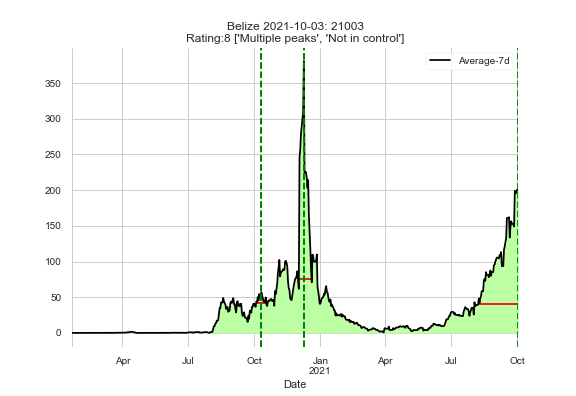 Belize 2021-10-03: 21003
Rating:8 ['Multiple peaks', 'Not in control']
Average-7d
350
300
250
200
150
100
50
0
Apr Jul Oct Jan Apr Jul Oct
2021
Date